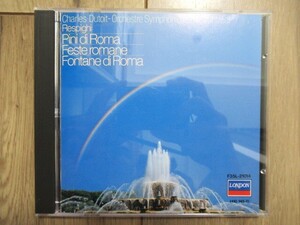 Charles Dutoit · Orchestre Symphonique
Respighi
Pini di Roma
Feste romane
Fontane di Roma
LONDON